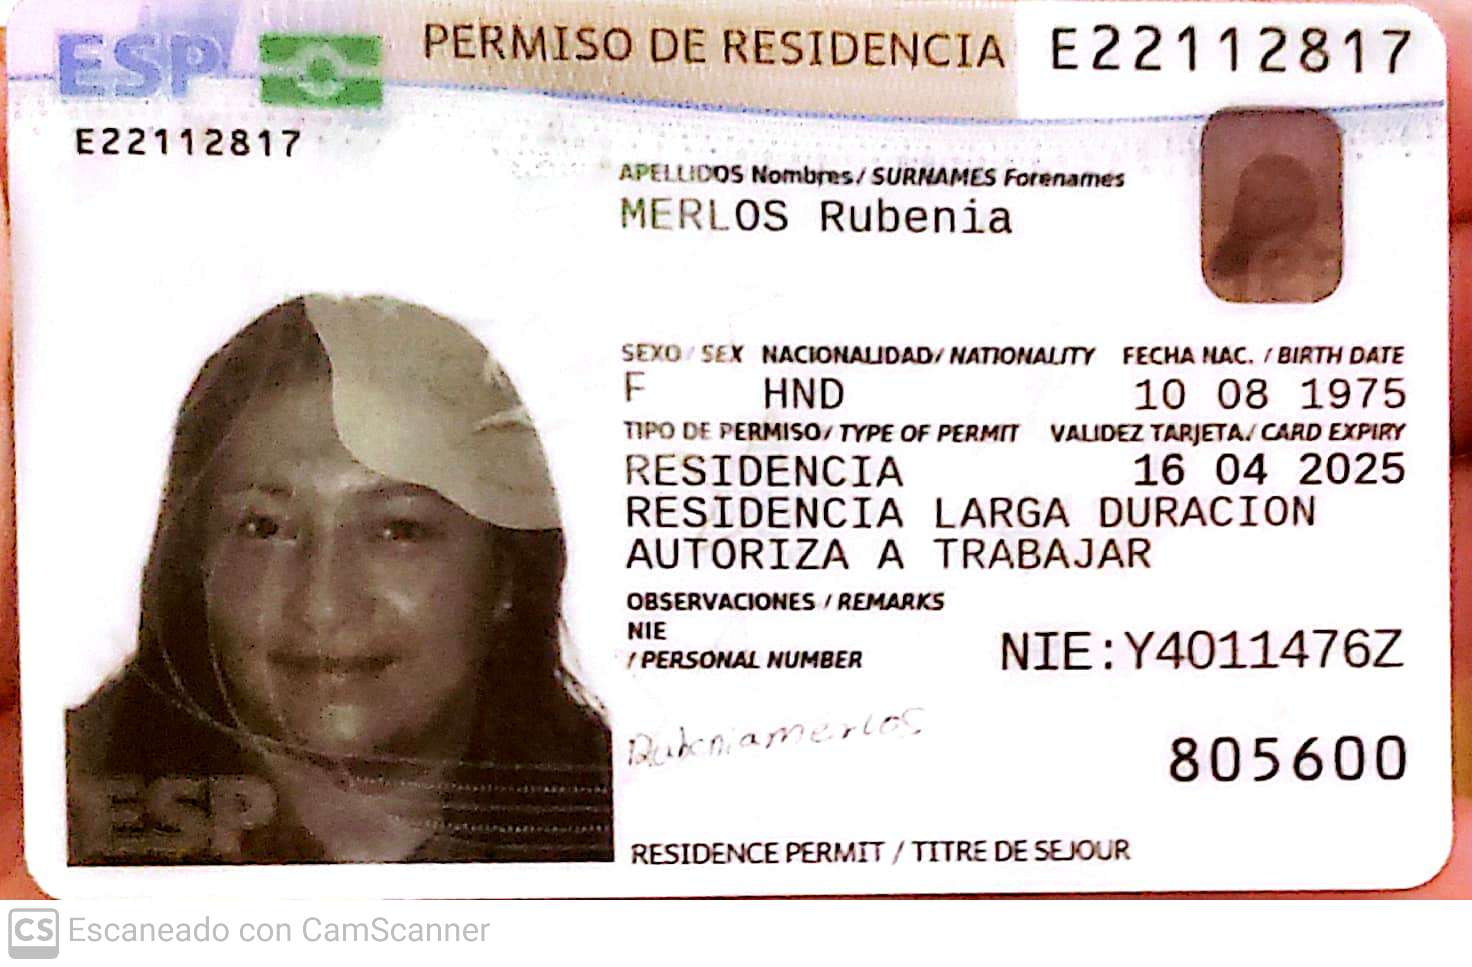 ESP PERMISO DE RESIDENCIA E22112817
E22112817
APELLIDOS Nombres / SURNAMES Forenames
MERLOS Rubenia
SEXO / SEX NACIONALIDAD / NATIONALITY FECHA NAC. / BIRTH DATE
F HND 10 08 1975
TIPO DE PERMISO / TYPE OF PERMIT VALIDEZ TARJETA / CARD EXPIRY
RESIDENCIA 16 04 2025
RESIDENCIA LARGA DURACION
AUTORIZA A TRABAJAR
OBSERVACIONES / REMARKS
NIE
/ PERSONAL NUMBER NIE:Y4011476Z
Rubeniamerlos
805600
ESP
RESIDENCE PERMIT / TITRE DE SEJOUR
CS Escaneado con CamScanner